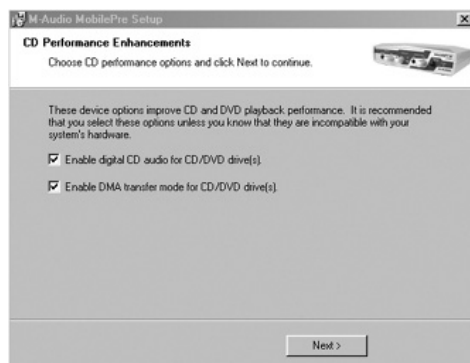 M-Audio MobilePre Setup
CD Performance Enhancements
Choose CD performance options and click Next to continue.
These device options improve CD and DVD playback performance. It is recommended
that you select these options unless you know that they are incompatible with your
system's hardware.
Enable digital CD audio for CD/DVD drive(s).
Enable DMA transfer mode for CD/DVD drive(s).
Next >